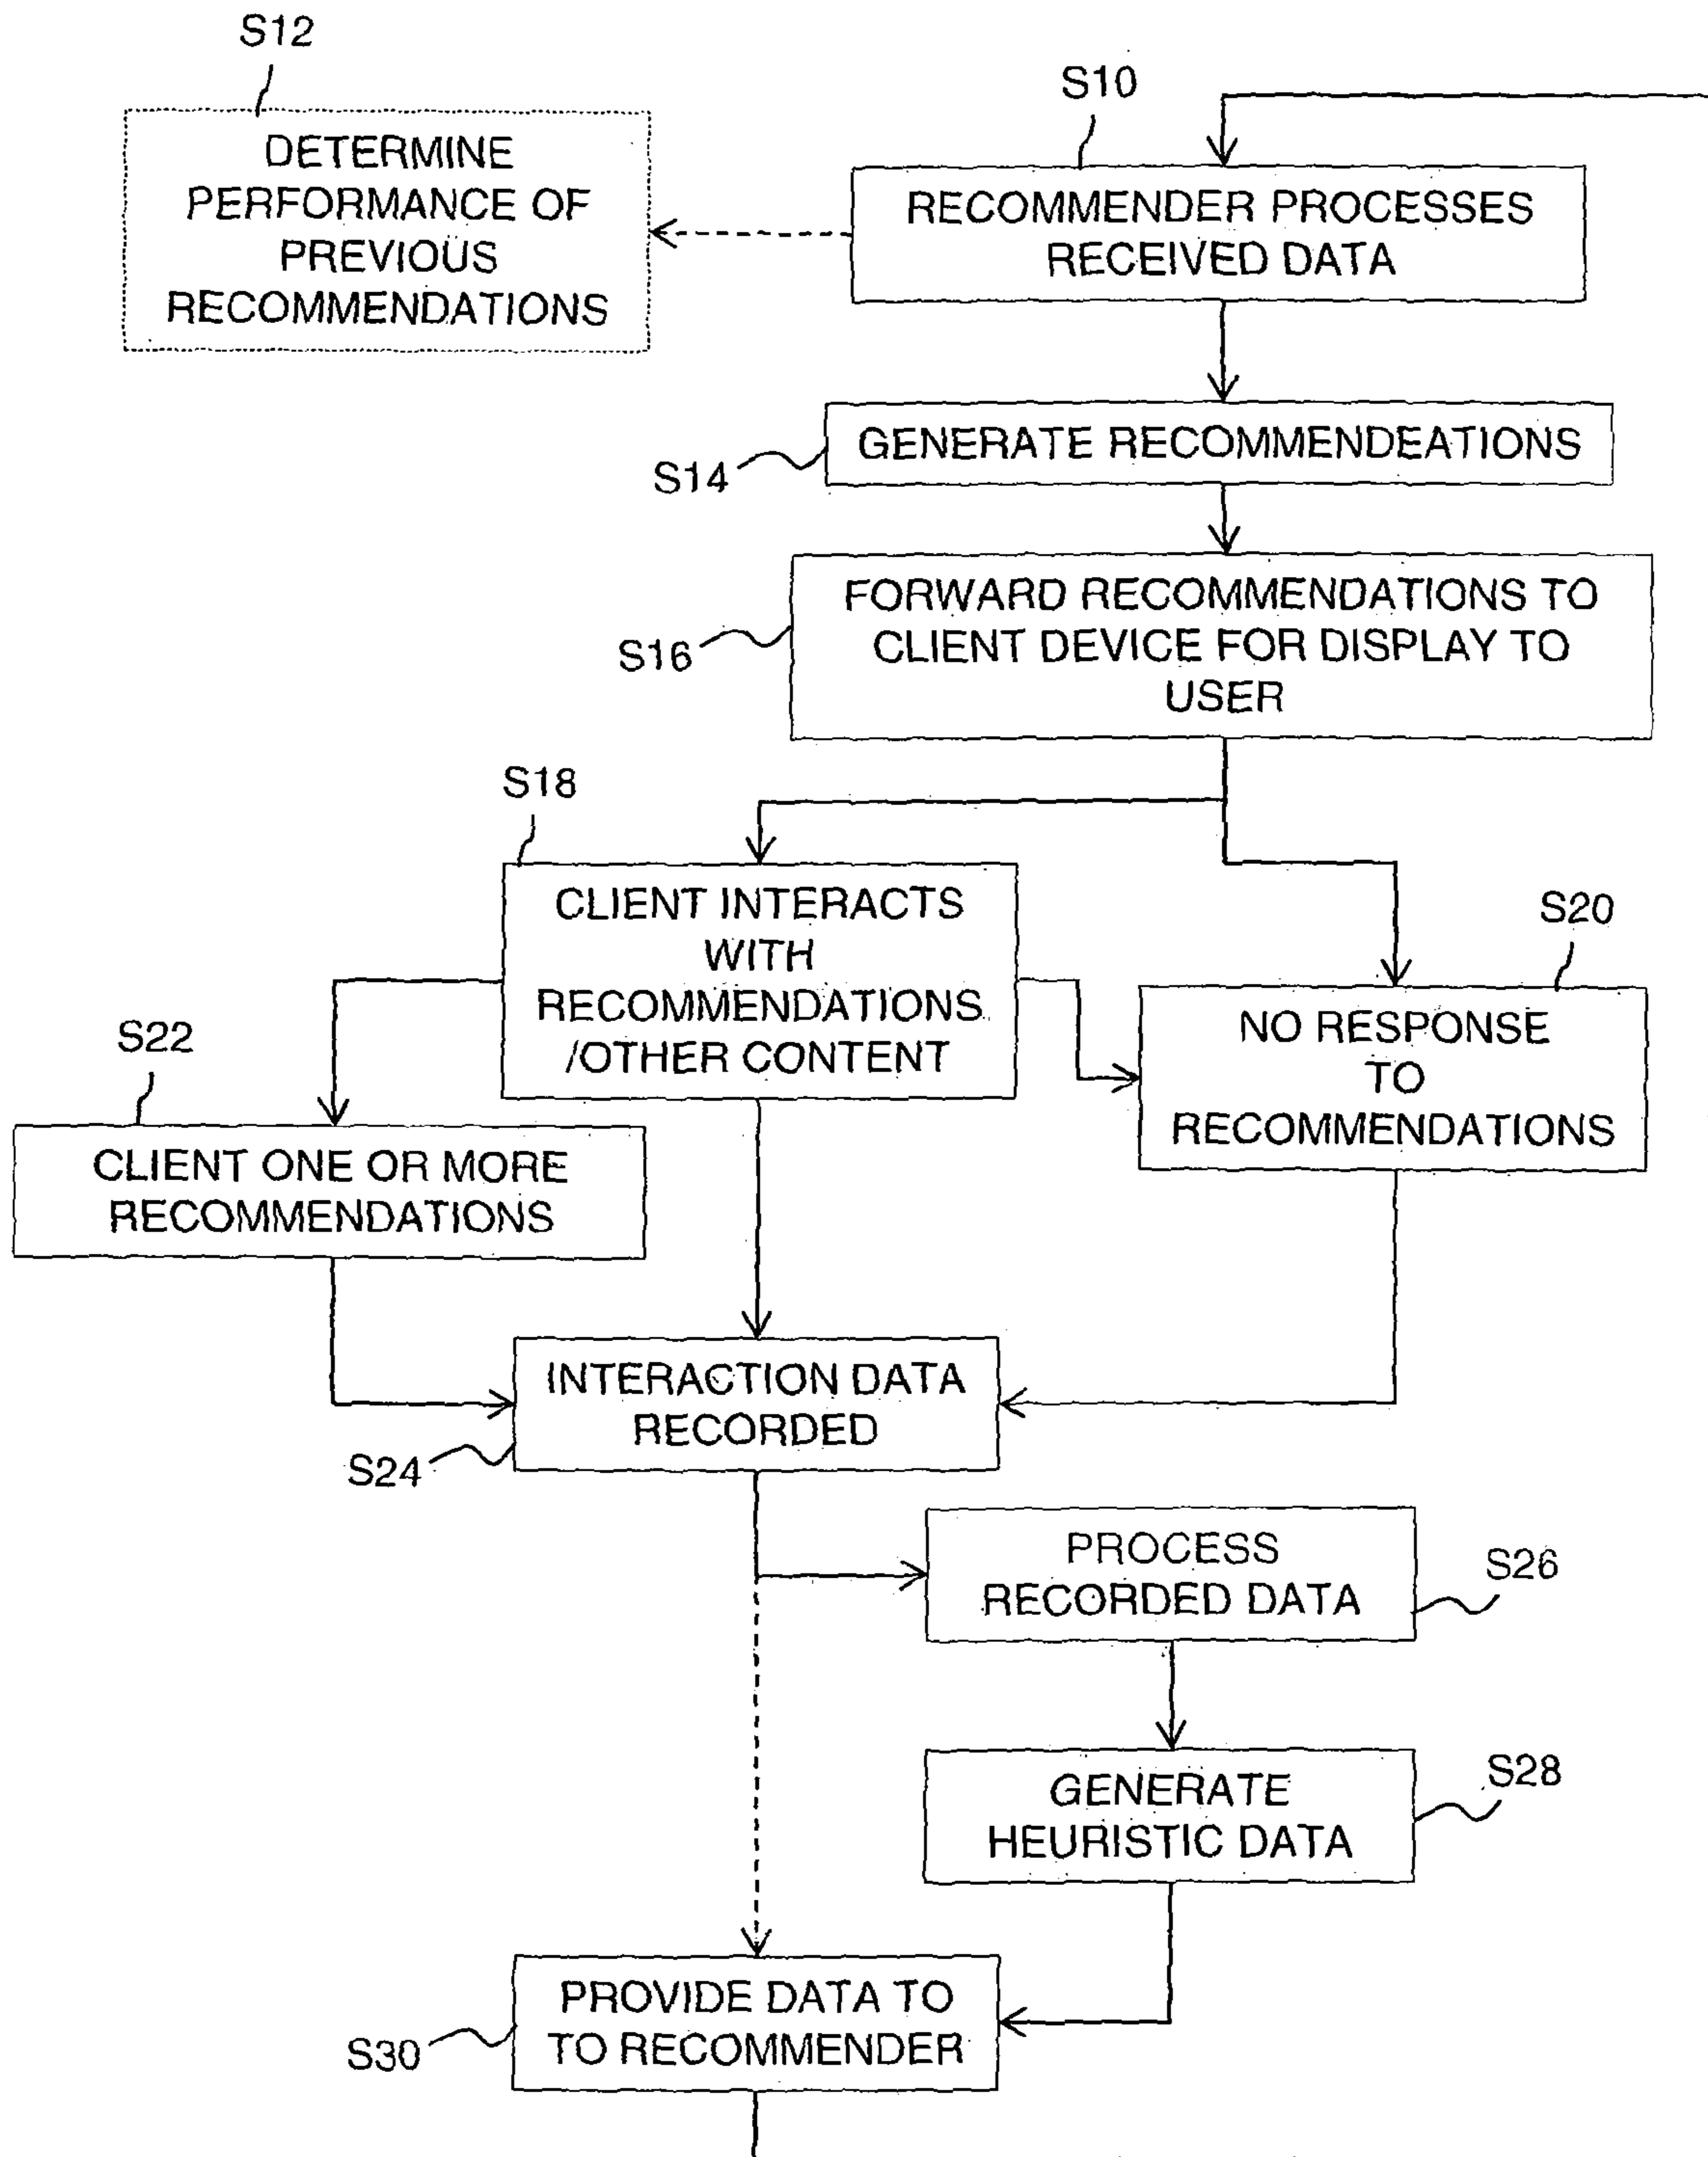 S12
S10
DETERMINE
PERFORMANCE OF
PREVIOUS
RECOMMENDATIONS
RECOMMENDER PROCESSES
RECEIVED DATA
GENERATE RECOMMENDEATIONS
S14
FORWARD RECOMMENDATIONS TO
CLIENT DEVICE FOR DISPLAY TO
USER
S16
S18
CLIENT INTERACTS
WITH
RECOMMENDATIONS
/OTHER CONTENT
S20
NO RESPONSE
TO
RECOMMENDATIONS
S22
CLIENT ONE OR MORE
RECOMMENDATIONS
INTERACTION DATA
RECORDED
S24
PROCESS
RECORDED DATA
S26
GENERATE
HEURISTIC DATA
S28
PROVIDE DATA TO
TO RECOMMENDER
S30